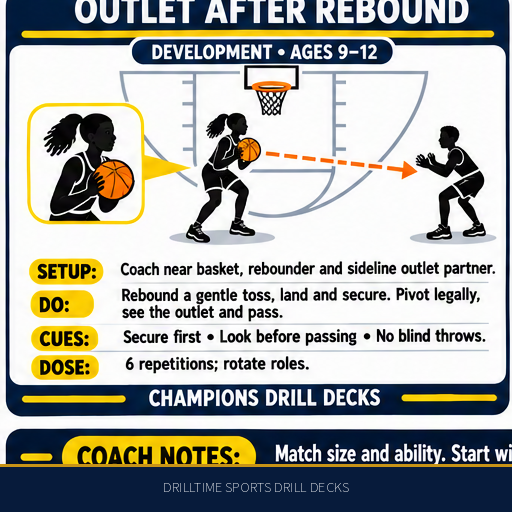 OUTLET AFTER REBOUND
DEVELOPMENT • AGES 9–12
SETUP: Coach near basket, rebounder and sideline outlet partner.
DO: Rebound a gentle toss, land and secure. Pivot legally,
see the outlet and pass.
CUES: Secure first • Look before passing • No blind throws.
DOSE: 6 repetitions; rotate roles.
CHAMPIONS DRILL DECKS
COACH NOTES: Match size and ability. Start wi
DRILLTIME SPORTS DRILL DECKS